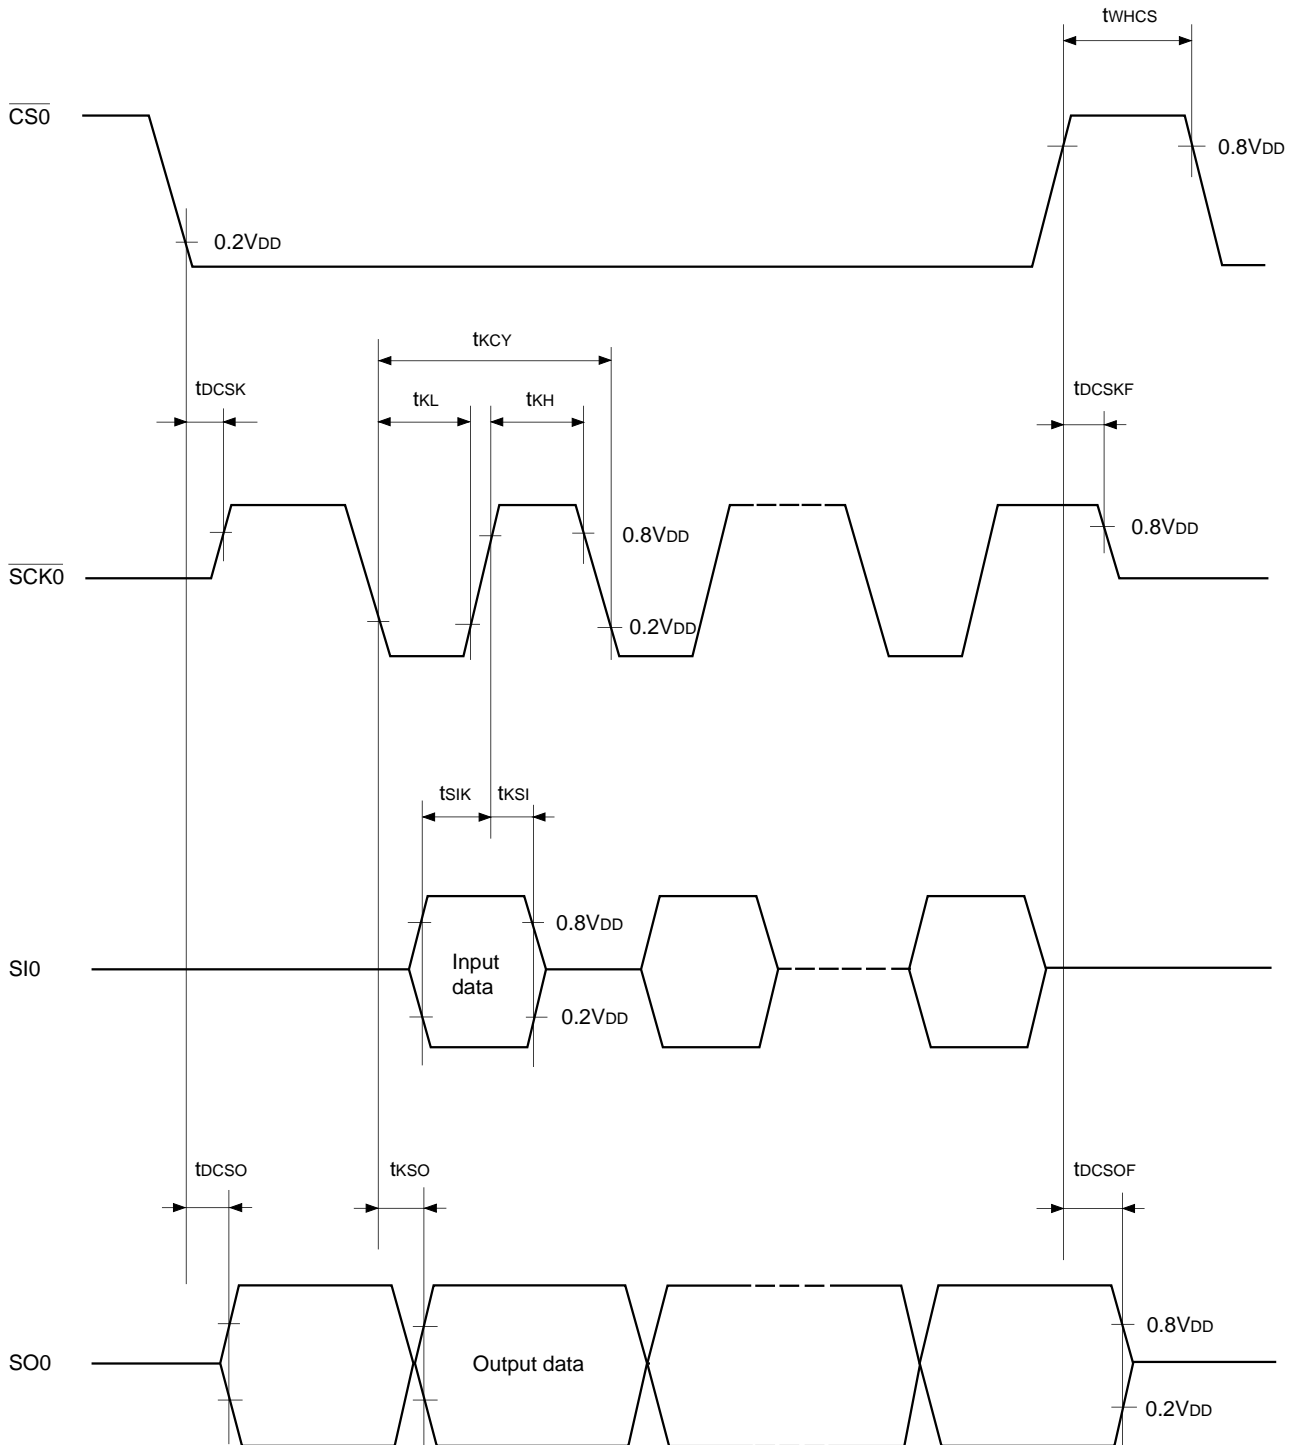 tWHCS
CS0
0.8VDD
0.2VDD
tKCY
tDCSK
tKL
tKH
tDCSKF
0.8VDD
0.8VDD
SCK0
0.2VDD
tSIK
tKSI
0.8VDD
Input
data
SI0
0.2VDD
tDCSO
tKSO
tDCSOF
0.8VDD
SO0
Output data
0.2VDD